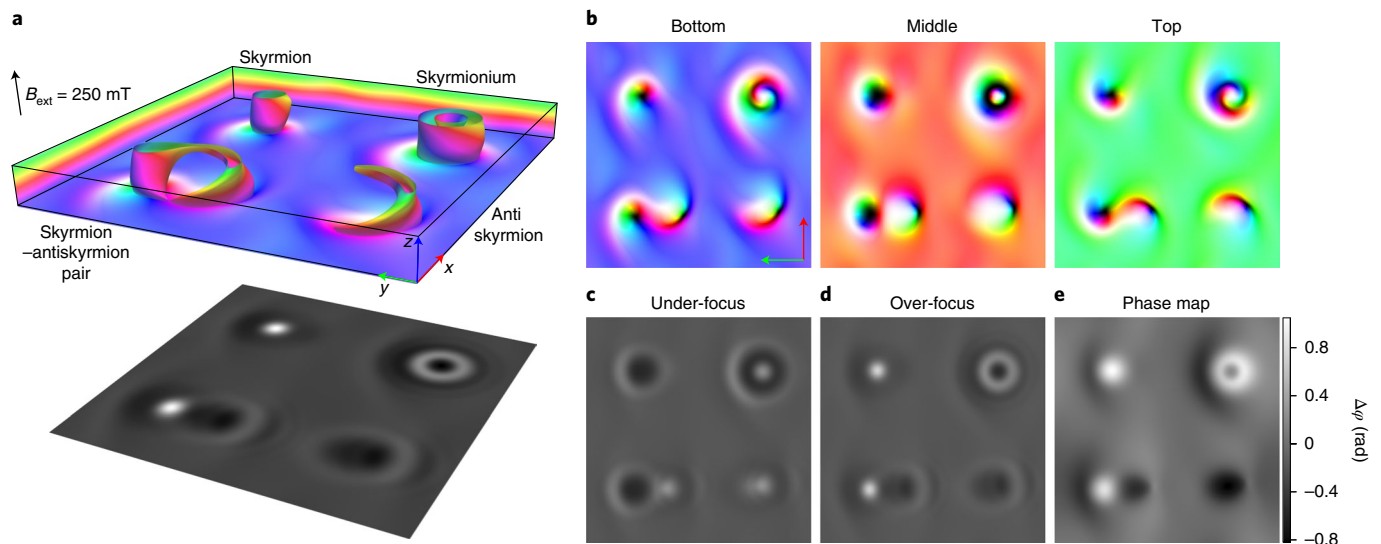 a
Skyrmion
Skyrmionium
B_ext = 250 mT
Skyrmion
–antiskyrmion
pair
Anti
skyrmion
z
x
y
b
Bottom
Middle
Top
c
Under-focus
d
Over-focus
e
Phase map
0.8
0.4
0
−0.4
−0.8
Δφ (rad)